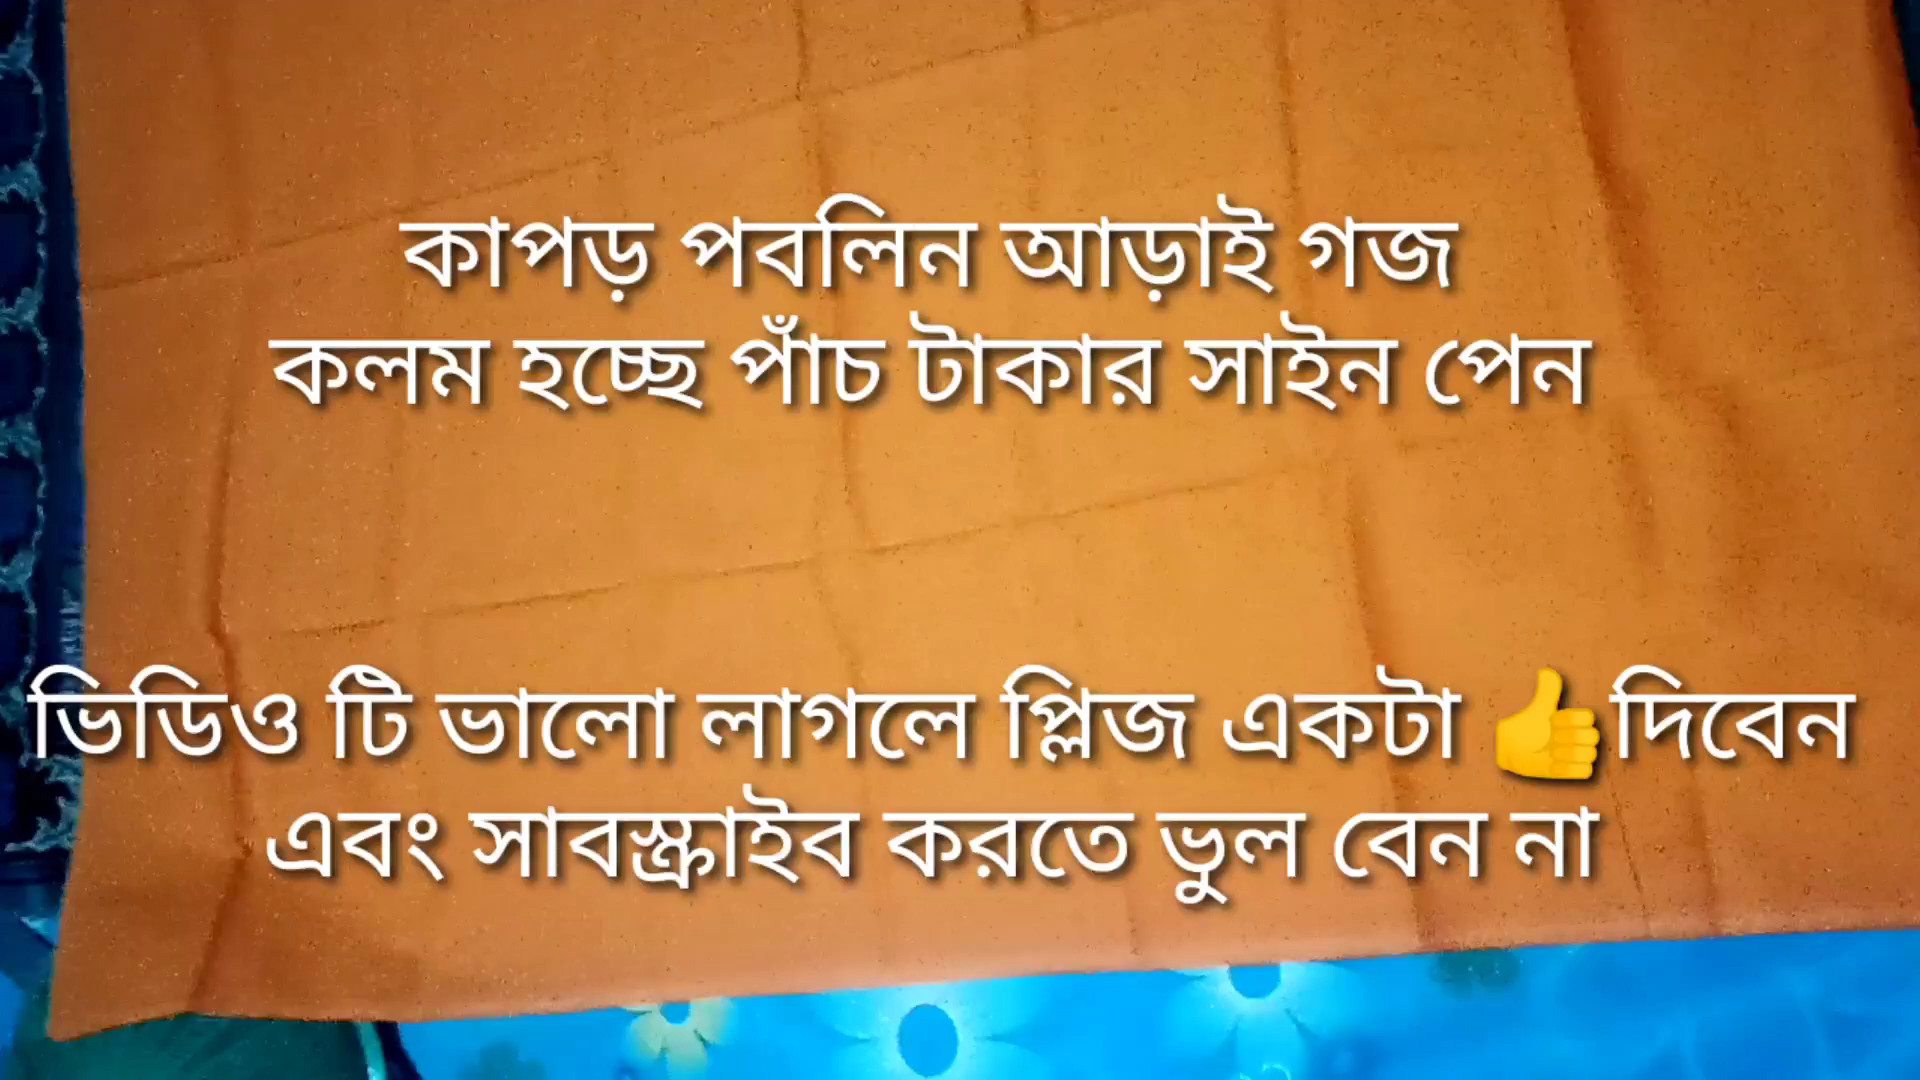 কাপড় পবলিন আড়াই গজ
কলম হচ্ছে পাঁচ টাকার সাইন পেন
ভিডিও টি ভালো লাগলে প্লিজ একটা 👍দিবেন
এবং সাবস্ক্রাইব করতে ভুল বেন না